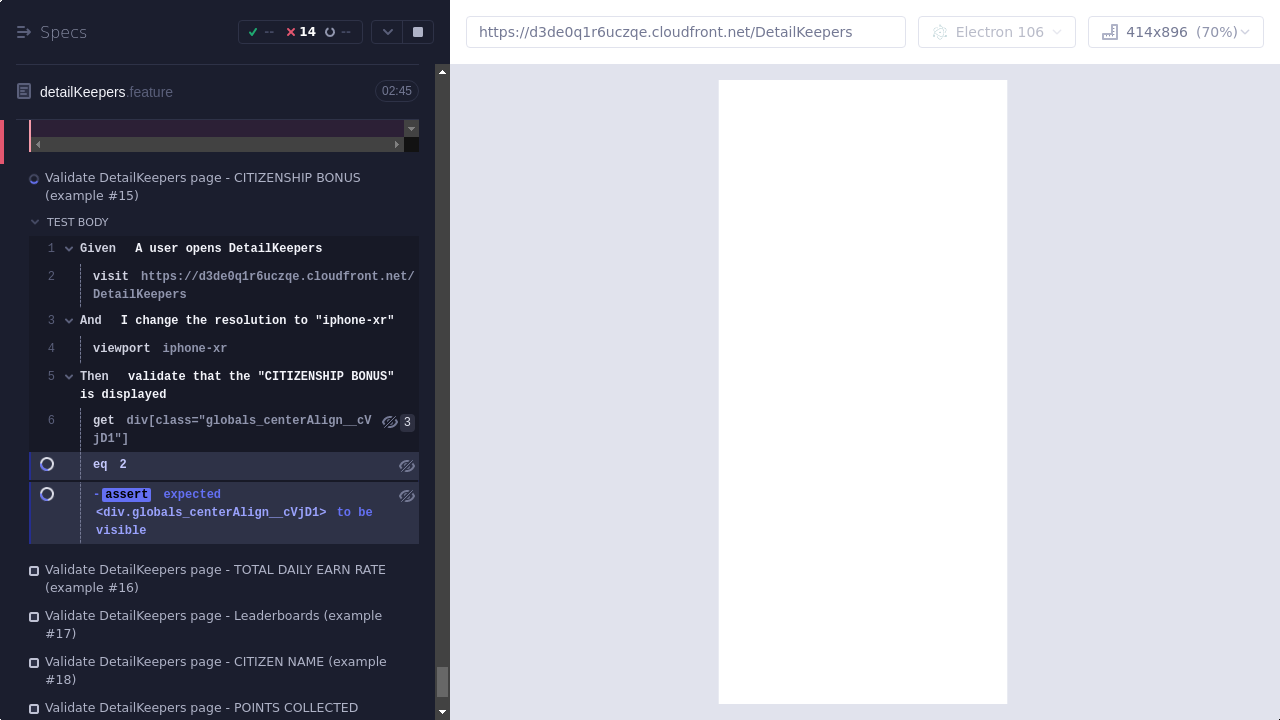 Specs
-- 14 --
https://d3de0q1r6uczqe.cloudfront.net/DetailKeepers
Electron 106
414x896 (70%)
detailKeepers.feature
02:45
Validate DetailKeepers page - CITIZENSHIP BONUS
(example #15)
TEST BODY
1 Given A user opens DetailKeepers
2 visit https://d3de0q1r6uczqe.cloudfront.net/
DetailKeepers
3 And I change the resolution to "iphone-xr"
4 viewport iphone-xr
5 Then validate that the "CITIZENSHIP BONUS"
is displayed
6 get div[class="globals_centerAlign__cV 3
jD1"]
eq 2
-assert expected
<div.globals_centerAlign__cVjD1> to be
visible
Validate DetailKeepers page - TOTAL DAILY EARN RATE
(example #16)
Validate DetailKeepers page - Leaderboards (example
#17)
Validate DetailKeepers page - CITIZEN NAME (example
#18)
Validate DetailKeepers page - POINTS COLLECTED